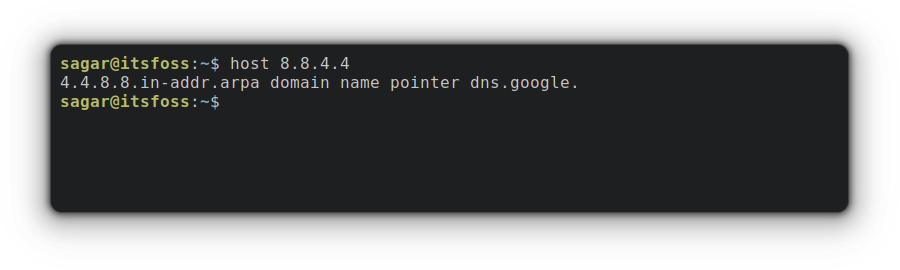 sagar@itsfoss:~$ host 8.8.4.4
4.4.8.8.in-addr.arpa domain name pointer dns.google.
sagar@itsfoss:~$